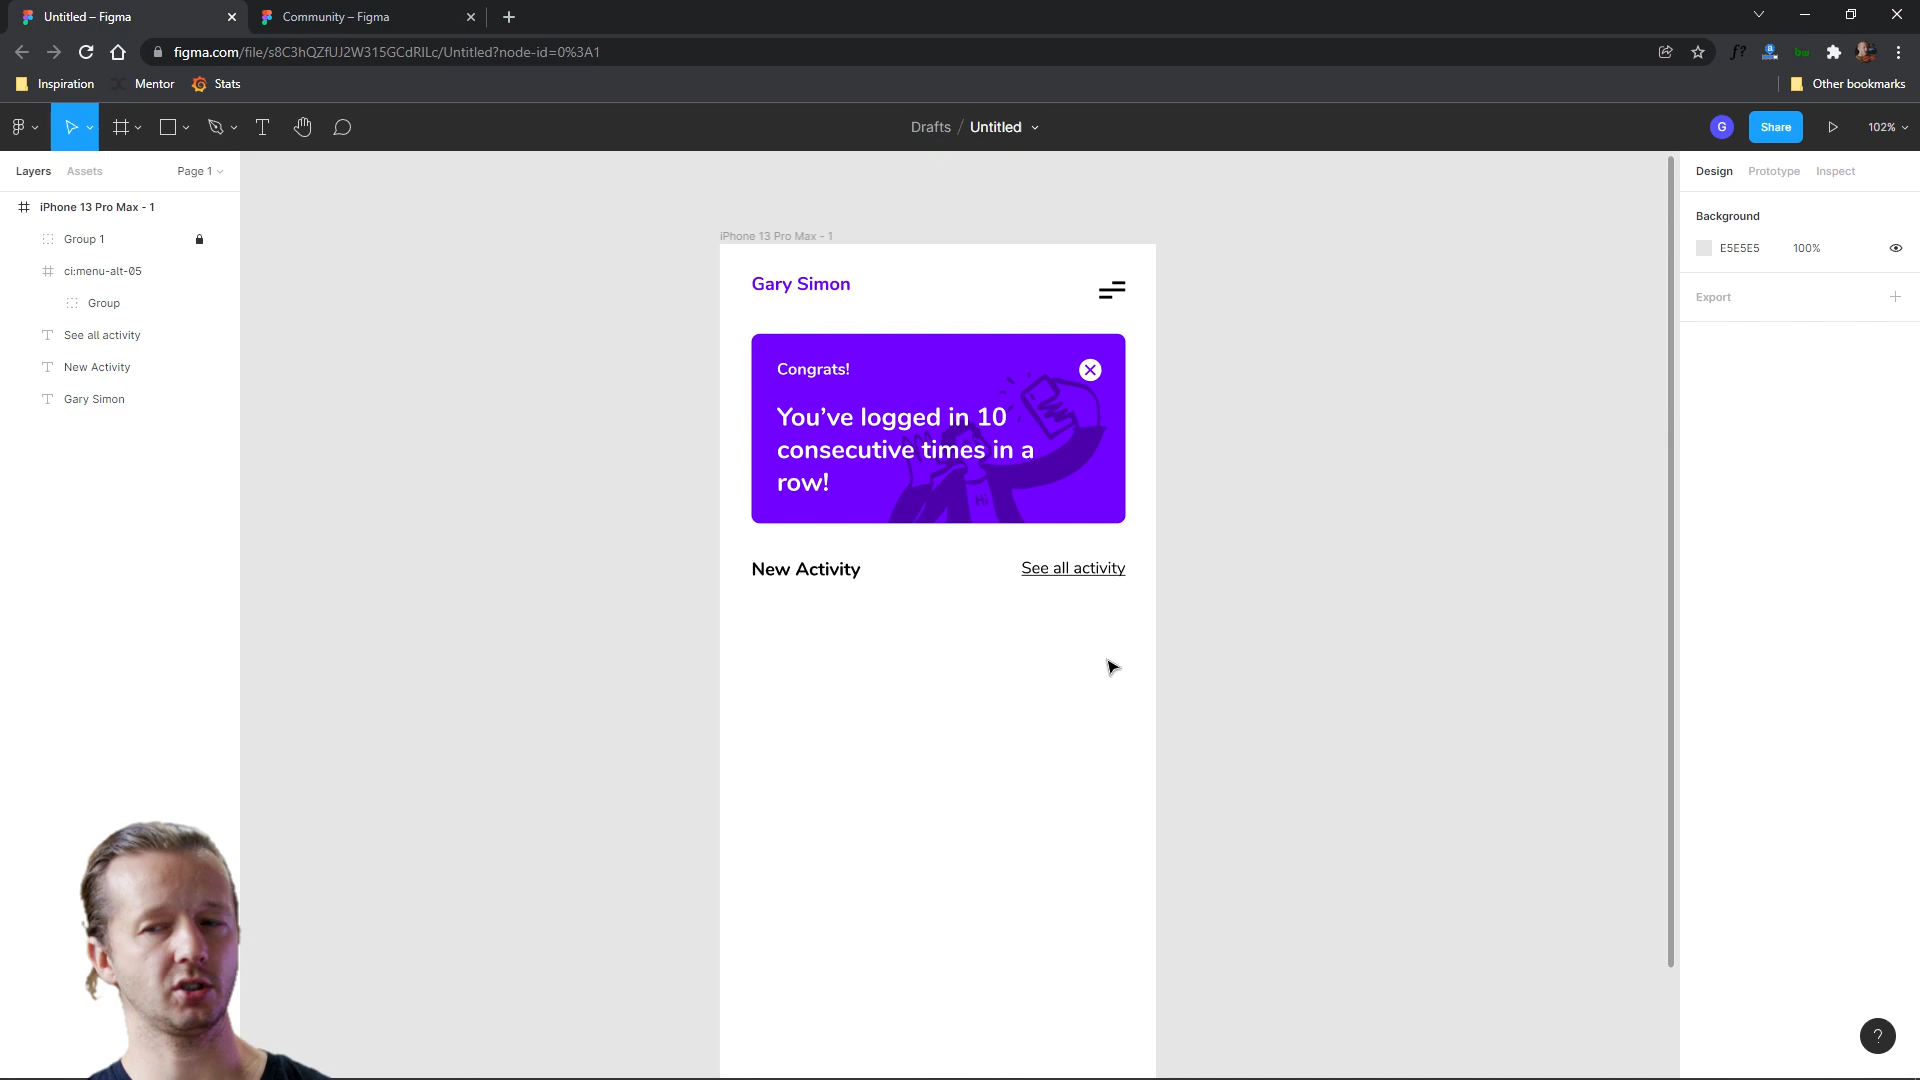 Untitled – Figma
Community – Figma
figma.com/file/s8C3hQZfUJ2W315GCdRILc/Untitled?node-id=0%3A1
f?
Inspiration
Mentor
Stats
Other bookmarks
Drafts / Untitled
G
Share
102%
Layers
Assets
Page 1
Design
Prototype
Inspect
iPhone 13 Pro Max - 1
Group 1
ci:menu-alt-05
Group
See all activity
New Activity
Gary Simon
Background
E5E5E5
100%
Export
iPhone 13 Pro Max - 1
Gary Simon
Congrats!
You’ve logged in 10
consecutive times in a
row!
Hi
New Activity
See all activity
?